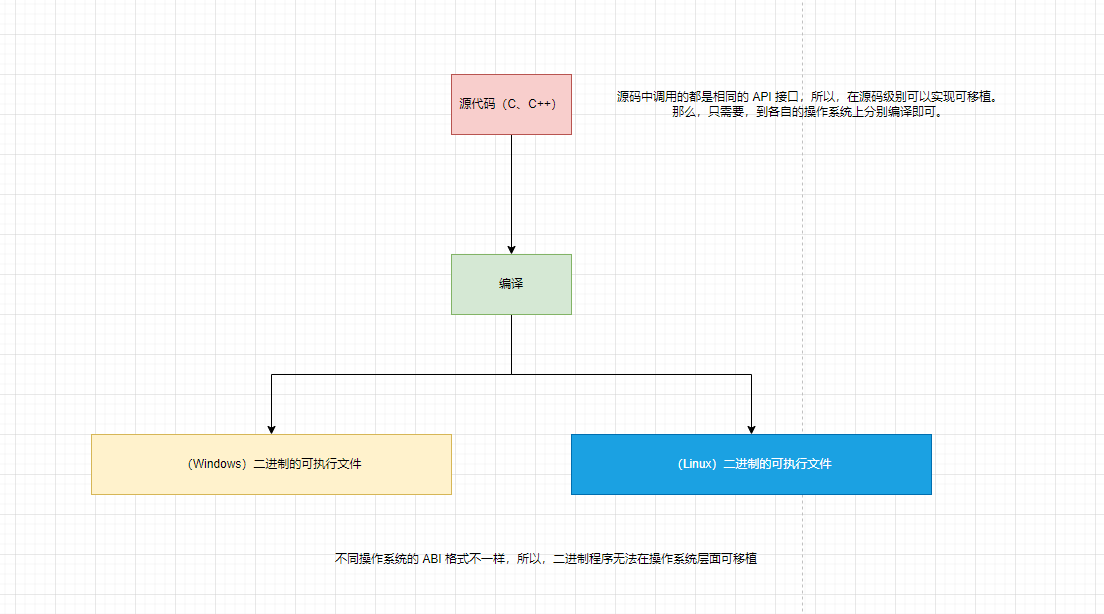 源代码（C、C++）
源码中调用的都是相同的 API 接口，所以，在源码级别可以实现可移植。
那么，只需要，到各自的操作系统上分别编译即可。
编译
（Windows）二进制的可执行文件
（Linux）二进制的可执行文件
不同操作系统的 ABI 格式不一样，所以，二进制程序无法在操作系统层面可移植